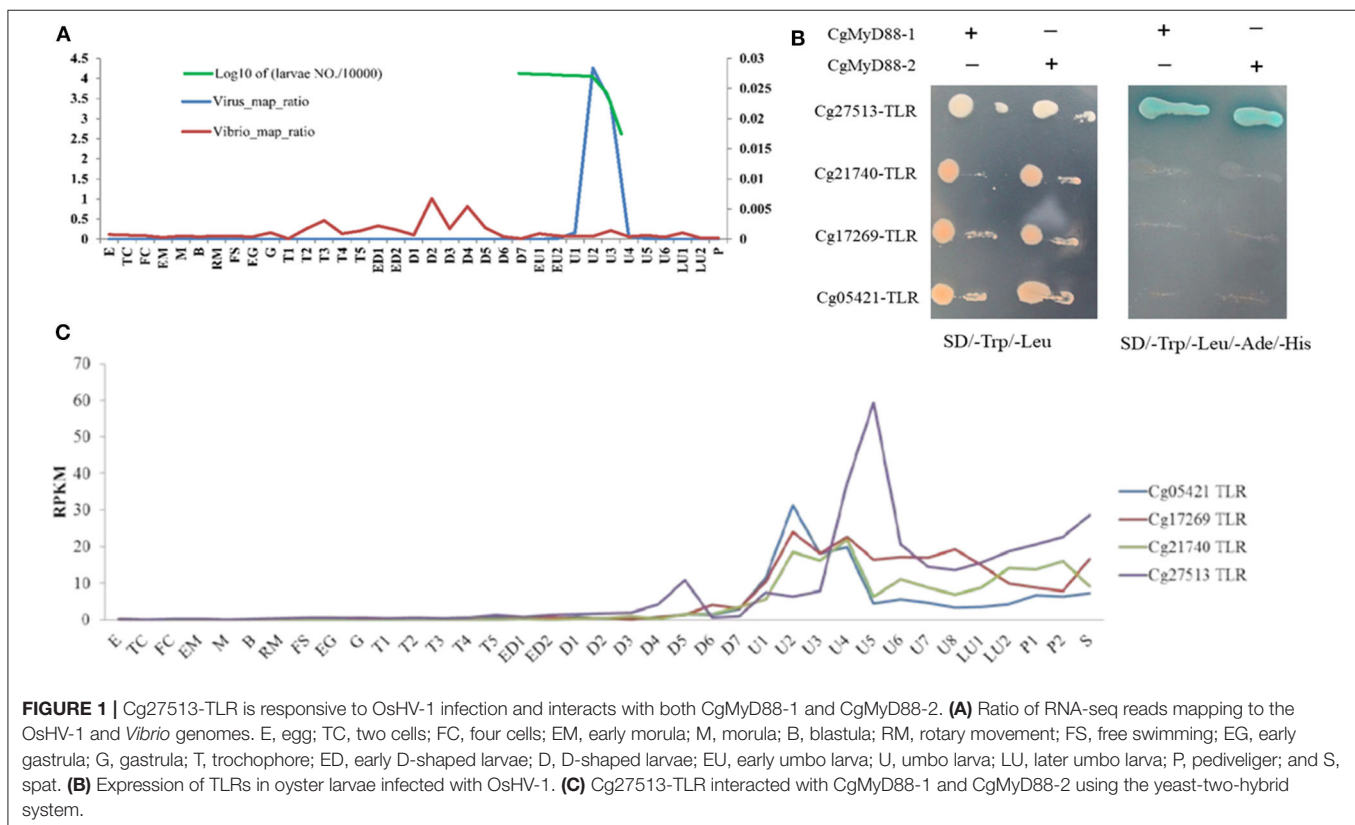 A
4.5
4
3.5
3
2.5
2
1.5
1
0.5
0
0.03
0.025
0.02
0.015
0.01
0.005
0
Log10 of (larvae NO./10000)
Virus_map_ratio
Vibrio_map_ratio
E TC FC EM M B RM FS EG G T1 T2 T3 T4 T5 ED1 ED2 D1 D2 D3 D4 D5 D6 D7 EU1 EU2 U1 U2 U3 U4 U5 U6 LU1 LU2 P
B
CgMyD88-1 + − + −
CgMyD88-2 − + − +
Cg27513-TLR
Cg21740-TLR
Cg17269-TLR
Cg05421-TLR
SD/-Trp/-Leu
SD/-Trp/-Leu/-Ade/-His
C
70
60
50
40
30
20
10
0
RPKM
E TC FC EM M B RM FS EG G T1 T2 T3 T4 T5 ED1 ED2 D1 D2 D3 D4 D5 D6 D7 U1 U2 U3 U4 U5 U6 U7 U8 LU1 LU2 P1 P2 S
Cg05421 TLR
Cg17269 TLR
Cg21740 TLR
Cg27513 TLR
FIGURE 1 | Cg27513-TLR is responsive to OsHV-1 infection and interacts with both CgMyD88-1 and CgMyD88-2. (A) Ratio of RNA-seq reads mapping to the
OsHV-1 and Vibrio genomes. E, egg; TC, two cells; FC, four cells; EM, early morula; M, morula; B, blastula; RM, rotary movement; FS, free swimming; EG, early
gastrula; G, gastrula; T, trochophore; ED, early D-shaped larvae; D, D-shaped larvae; EU, early umbo larva; U, umbo larva; LU, later umbo larva; P, pediveliger; and S,
spat. (B) Expression of TLRs in oyster larvae infected with OsHV-1. (C) Cg27513-TLR interacted with CgMyD88-1 and CgMyD88-2 using the yeast-two-hybrid
system.